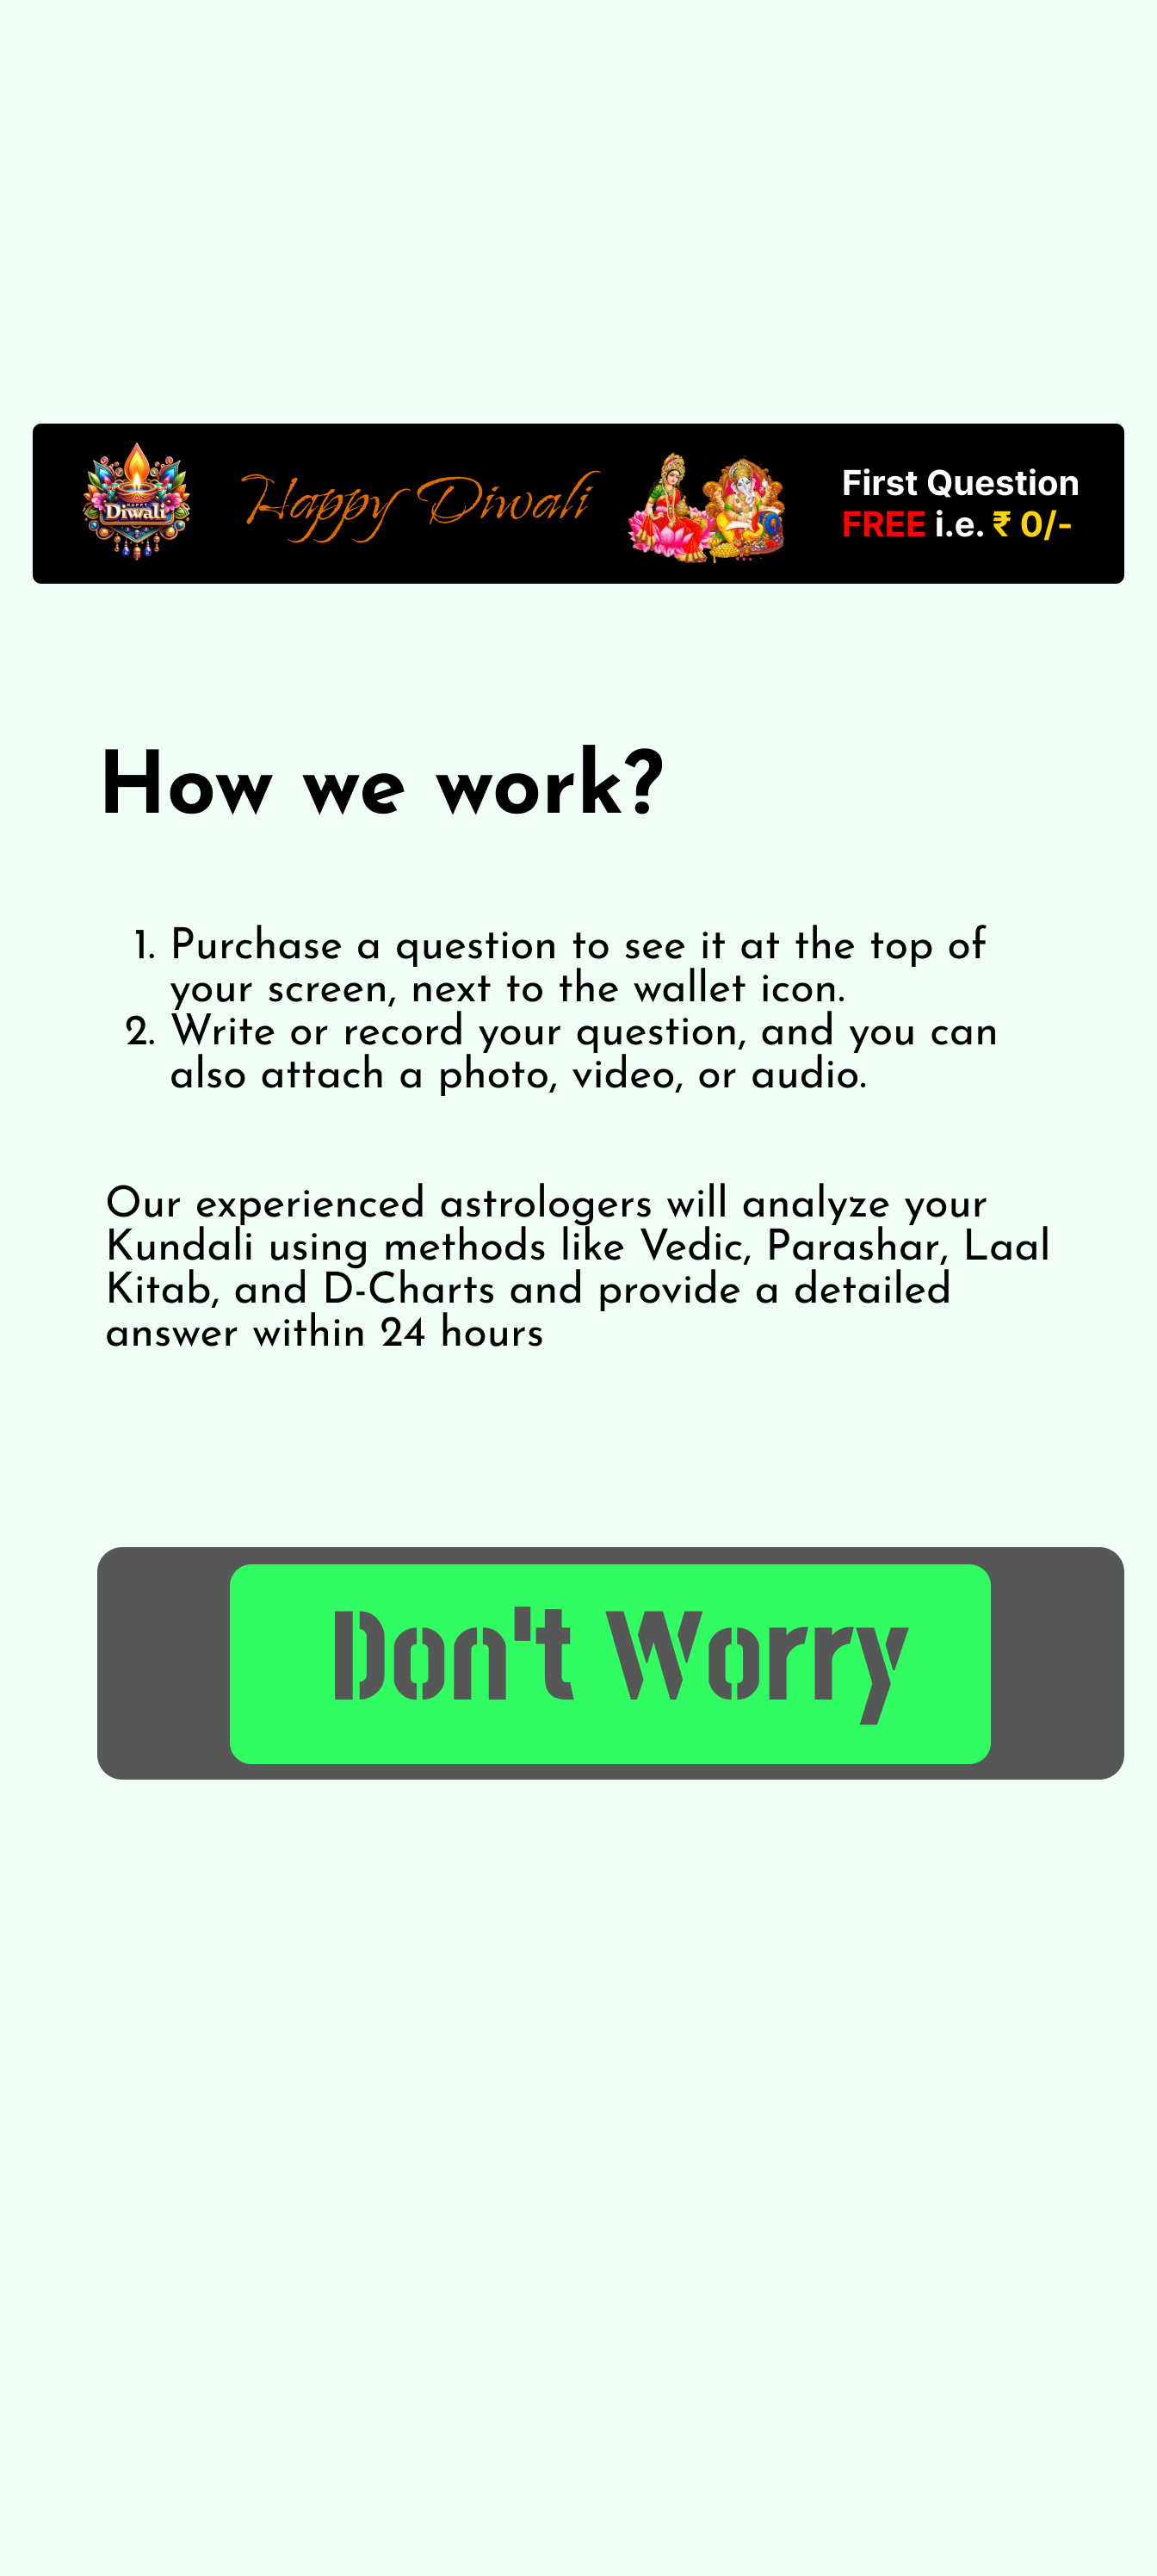 Diwali
Happy Diwali
First Question
FREE i.e. ₹ 0/-
How we work?
1. Purchase a question to see it at the top of
your screen, next to the wallet icon.
2. Write or record your question, and you can
also attach a photo, video, or audio.
Our experienced astrologers will analyze your
Kundali using methods like Vedic, Parashar, Laal
Kitab, and D-Charts and provide a detailed
answer within 24 hours
Don't Worry